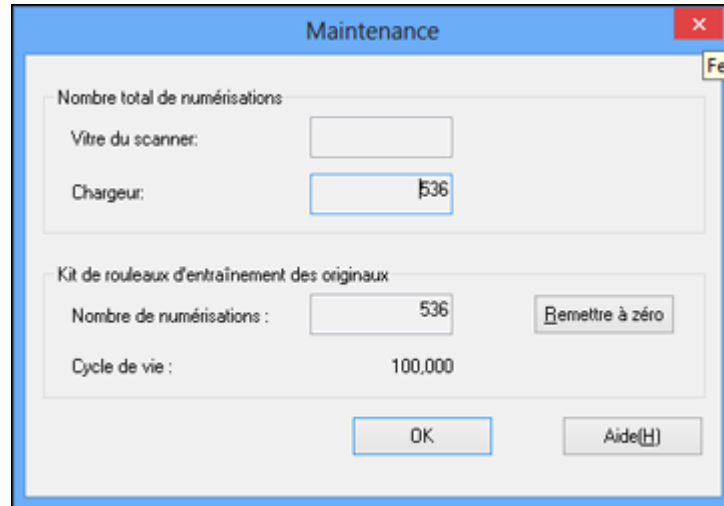 Maintenance
Fe
Nombre total de numérisations
Vitre du scanner:
Chargeur: 536
Kit de rouleaux d'entraînement des originaux
Nombre de numérisations : 536 Remettre à zéro
Cycle de vie : 100,000
OK Aide(H)